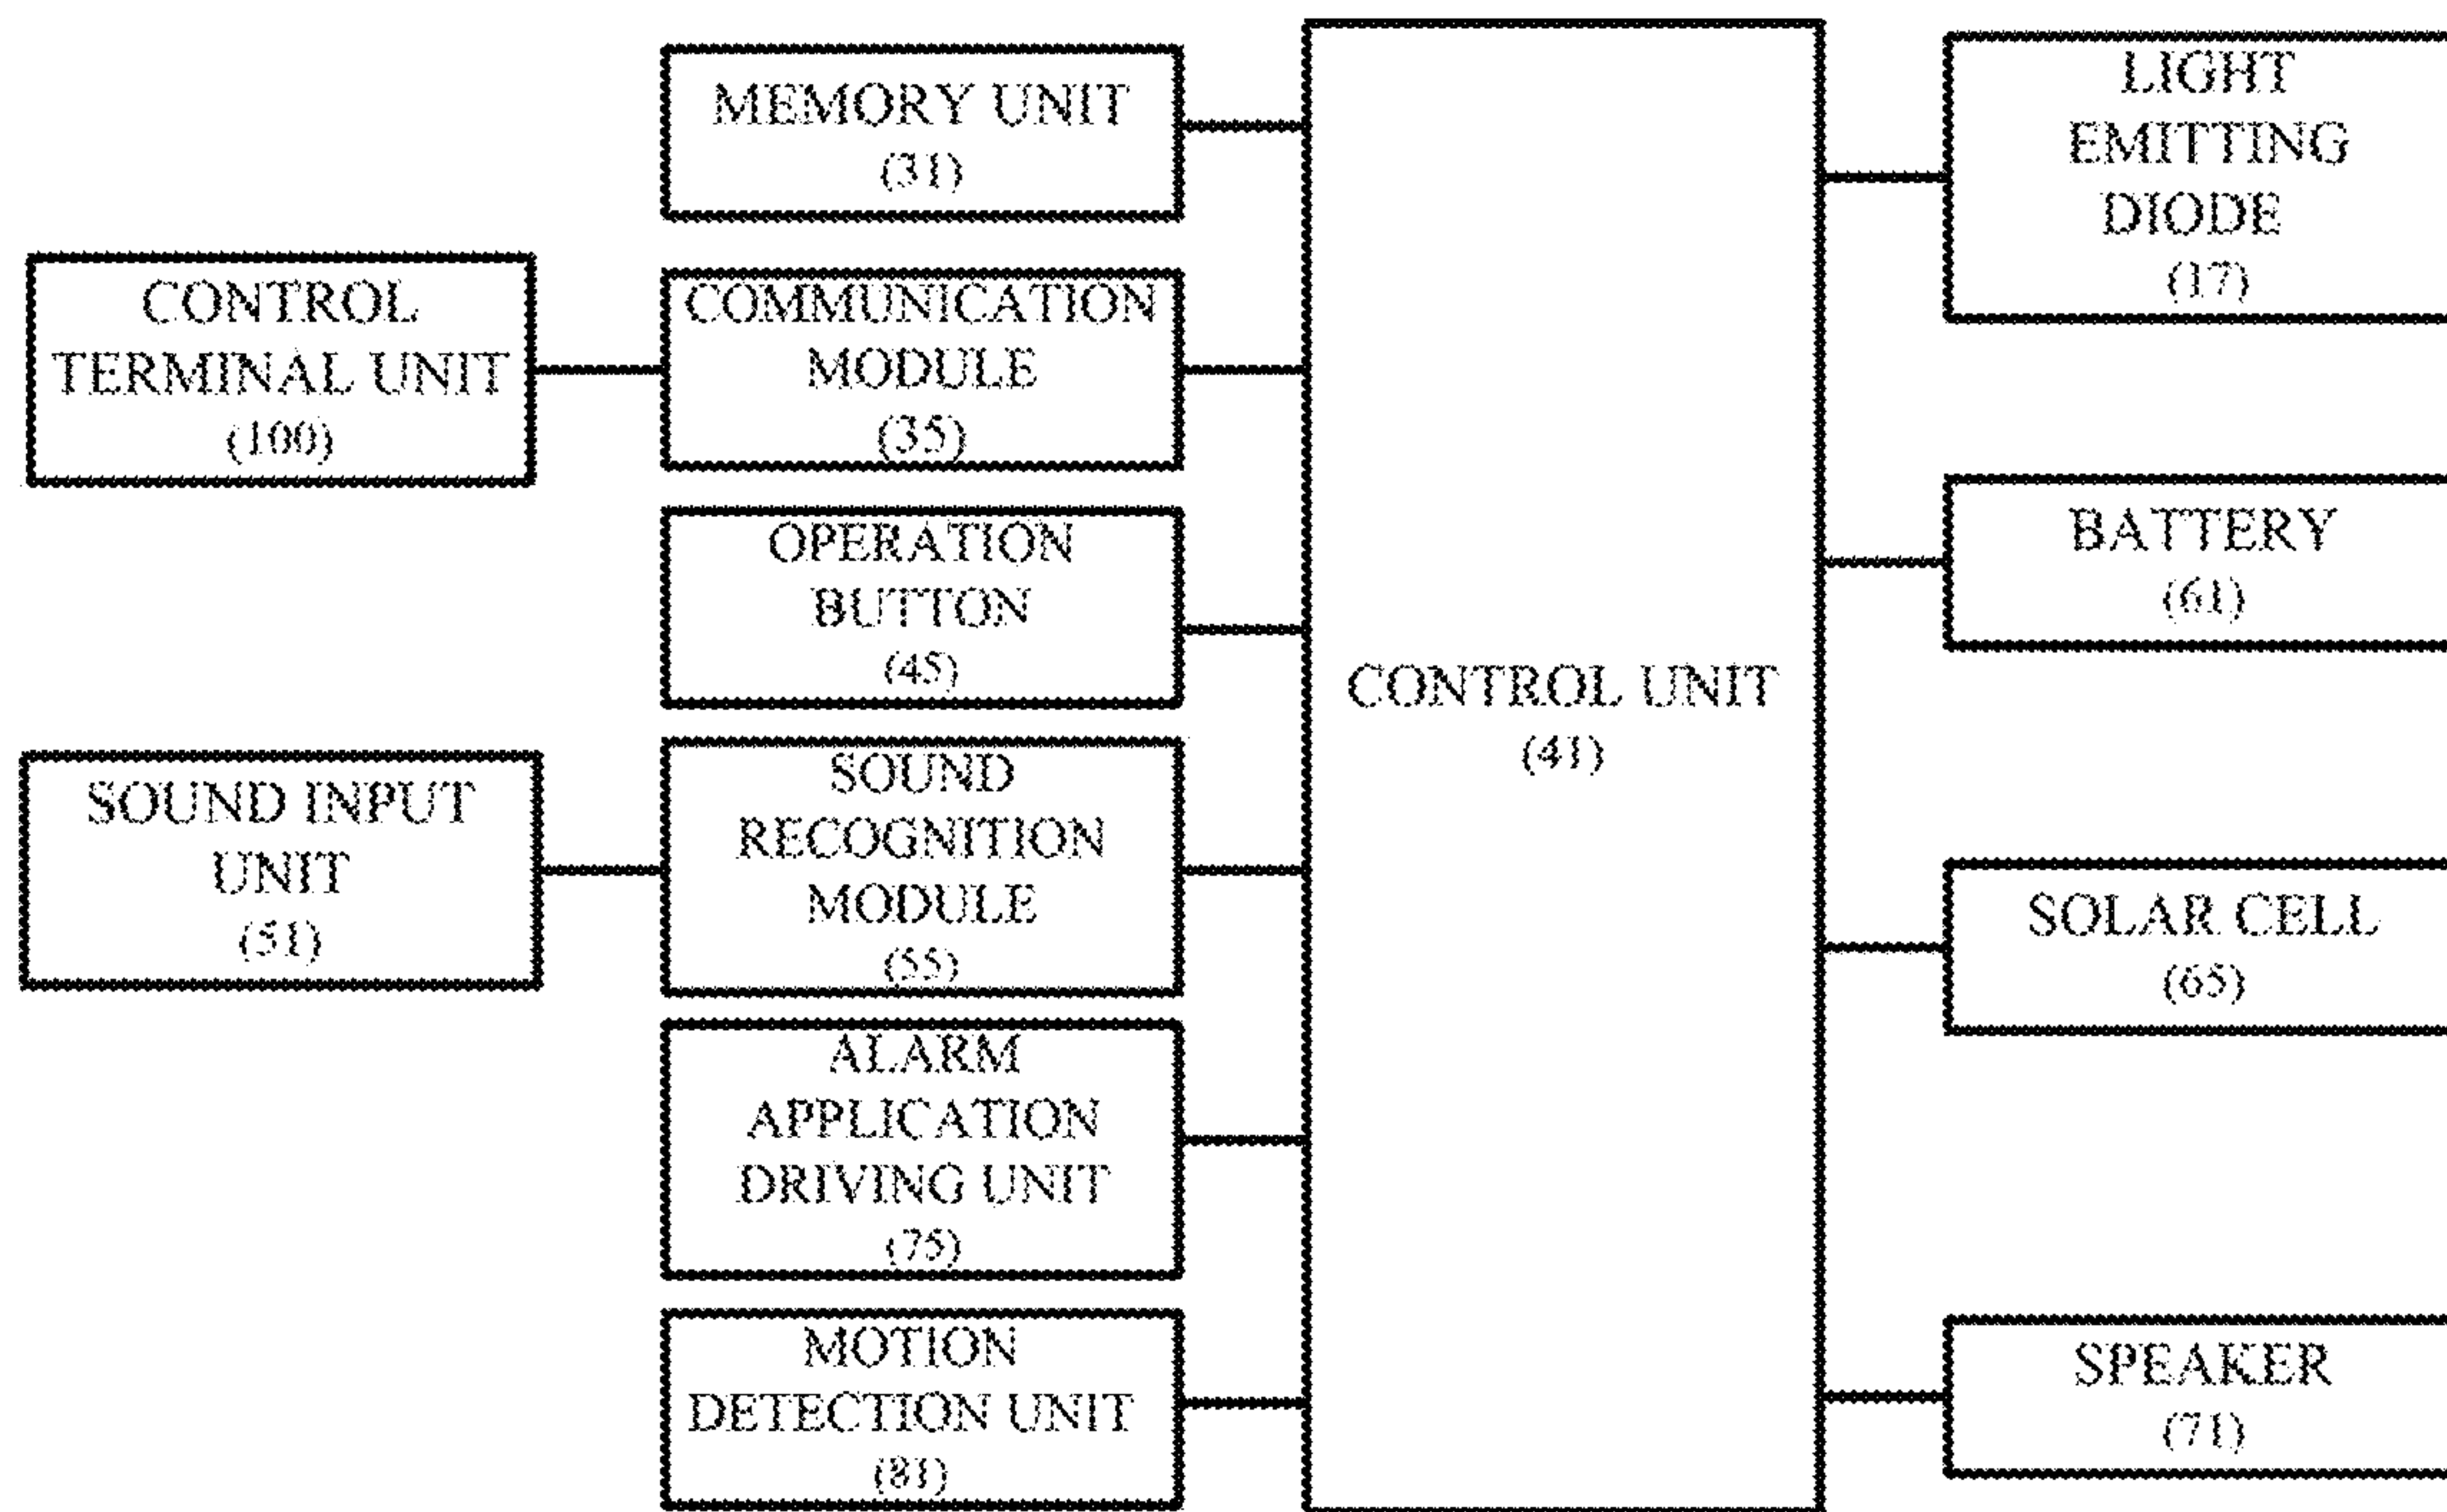 MEMORY UNIT
(31)
CONTROL
TERMINAL UNIT
(100)
COMMUNICATION
MODULE
(35)
OPERATION
BUTTON
(45)
SOUND INPUT
UNIT
(51)
SOUND
RECOGNITION
MODULE
(55)
ALARM
APPLICATION
DRIVING UNIT
(75)
MOTION
DETECTION UNIT
(81)
CONTROL UNIT
(41)
LIGHT
EMITTING
DIODE
(17)
BATTERY
(61)
SOLAR CELL
(65)
SPEAKER
(71)